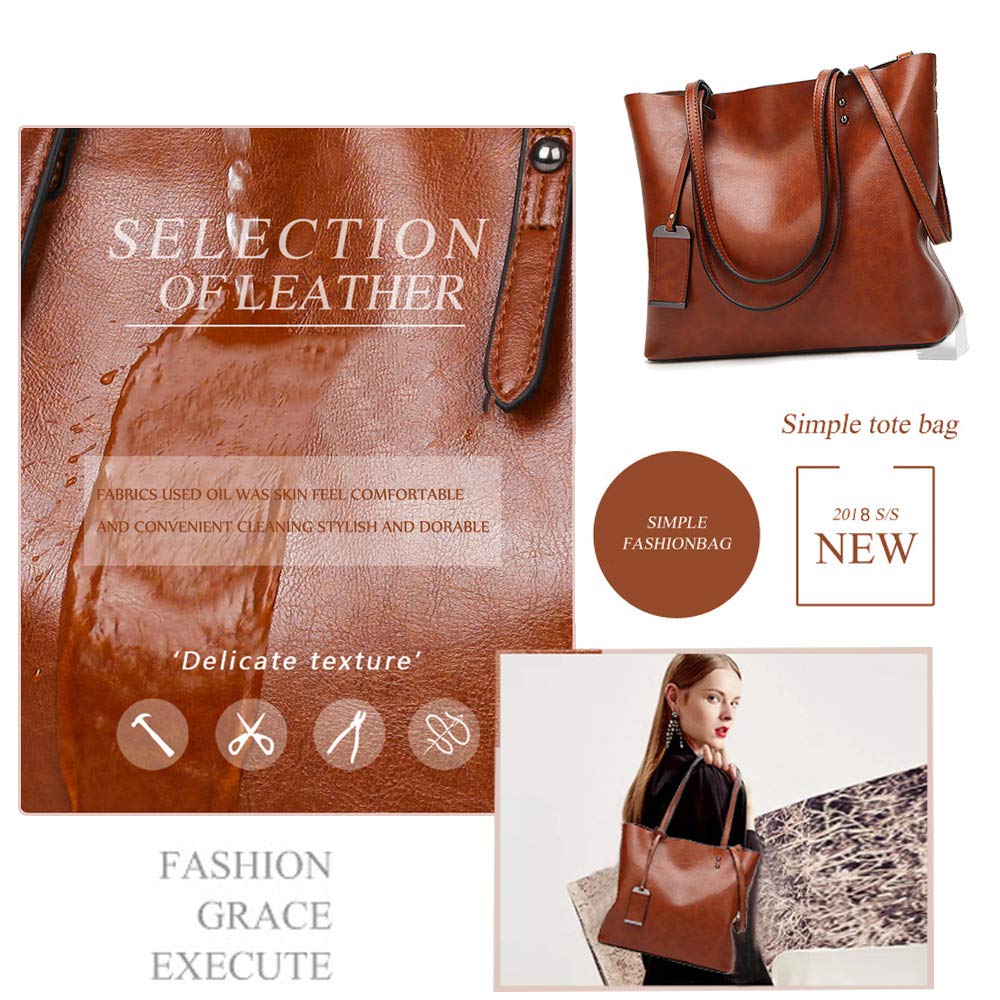 SELECTION
OF LEATHER
FABRICS USED OIL WAS SKIN FEEL COMFORTABLE
AND CONVENIENT CLEANING STYLISH AND DORABLE
‘Delicate texture’
Simple tote bag
SIMPLE
FASHIONBAG
2018 S/S
NEW
FASHION
GRACE
EXECUTE